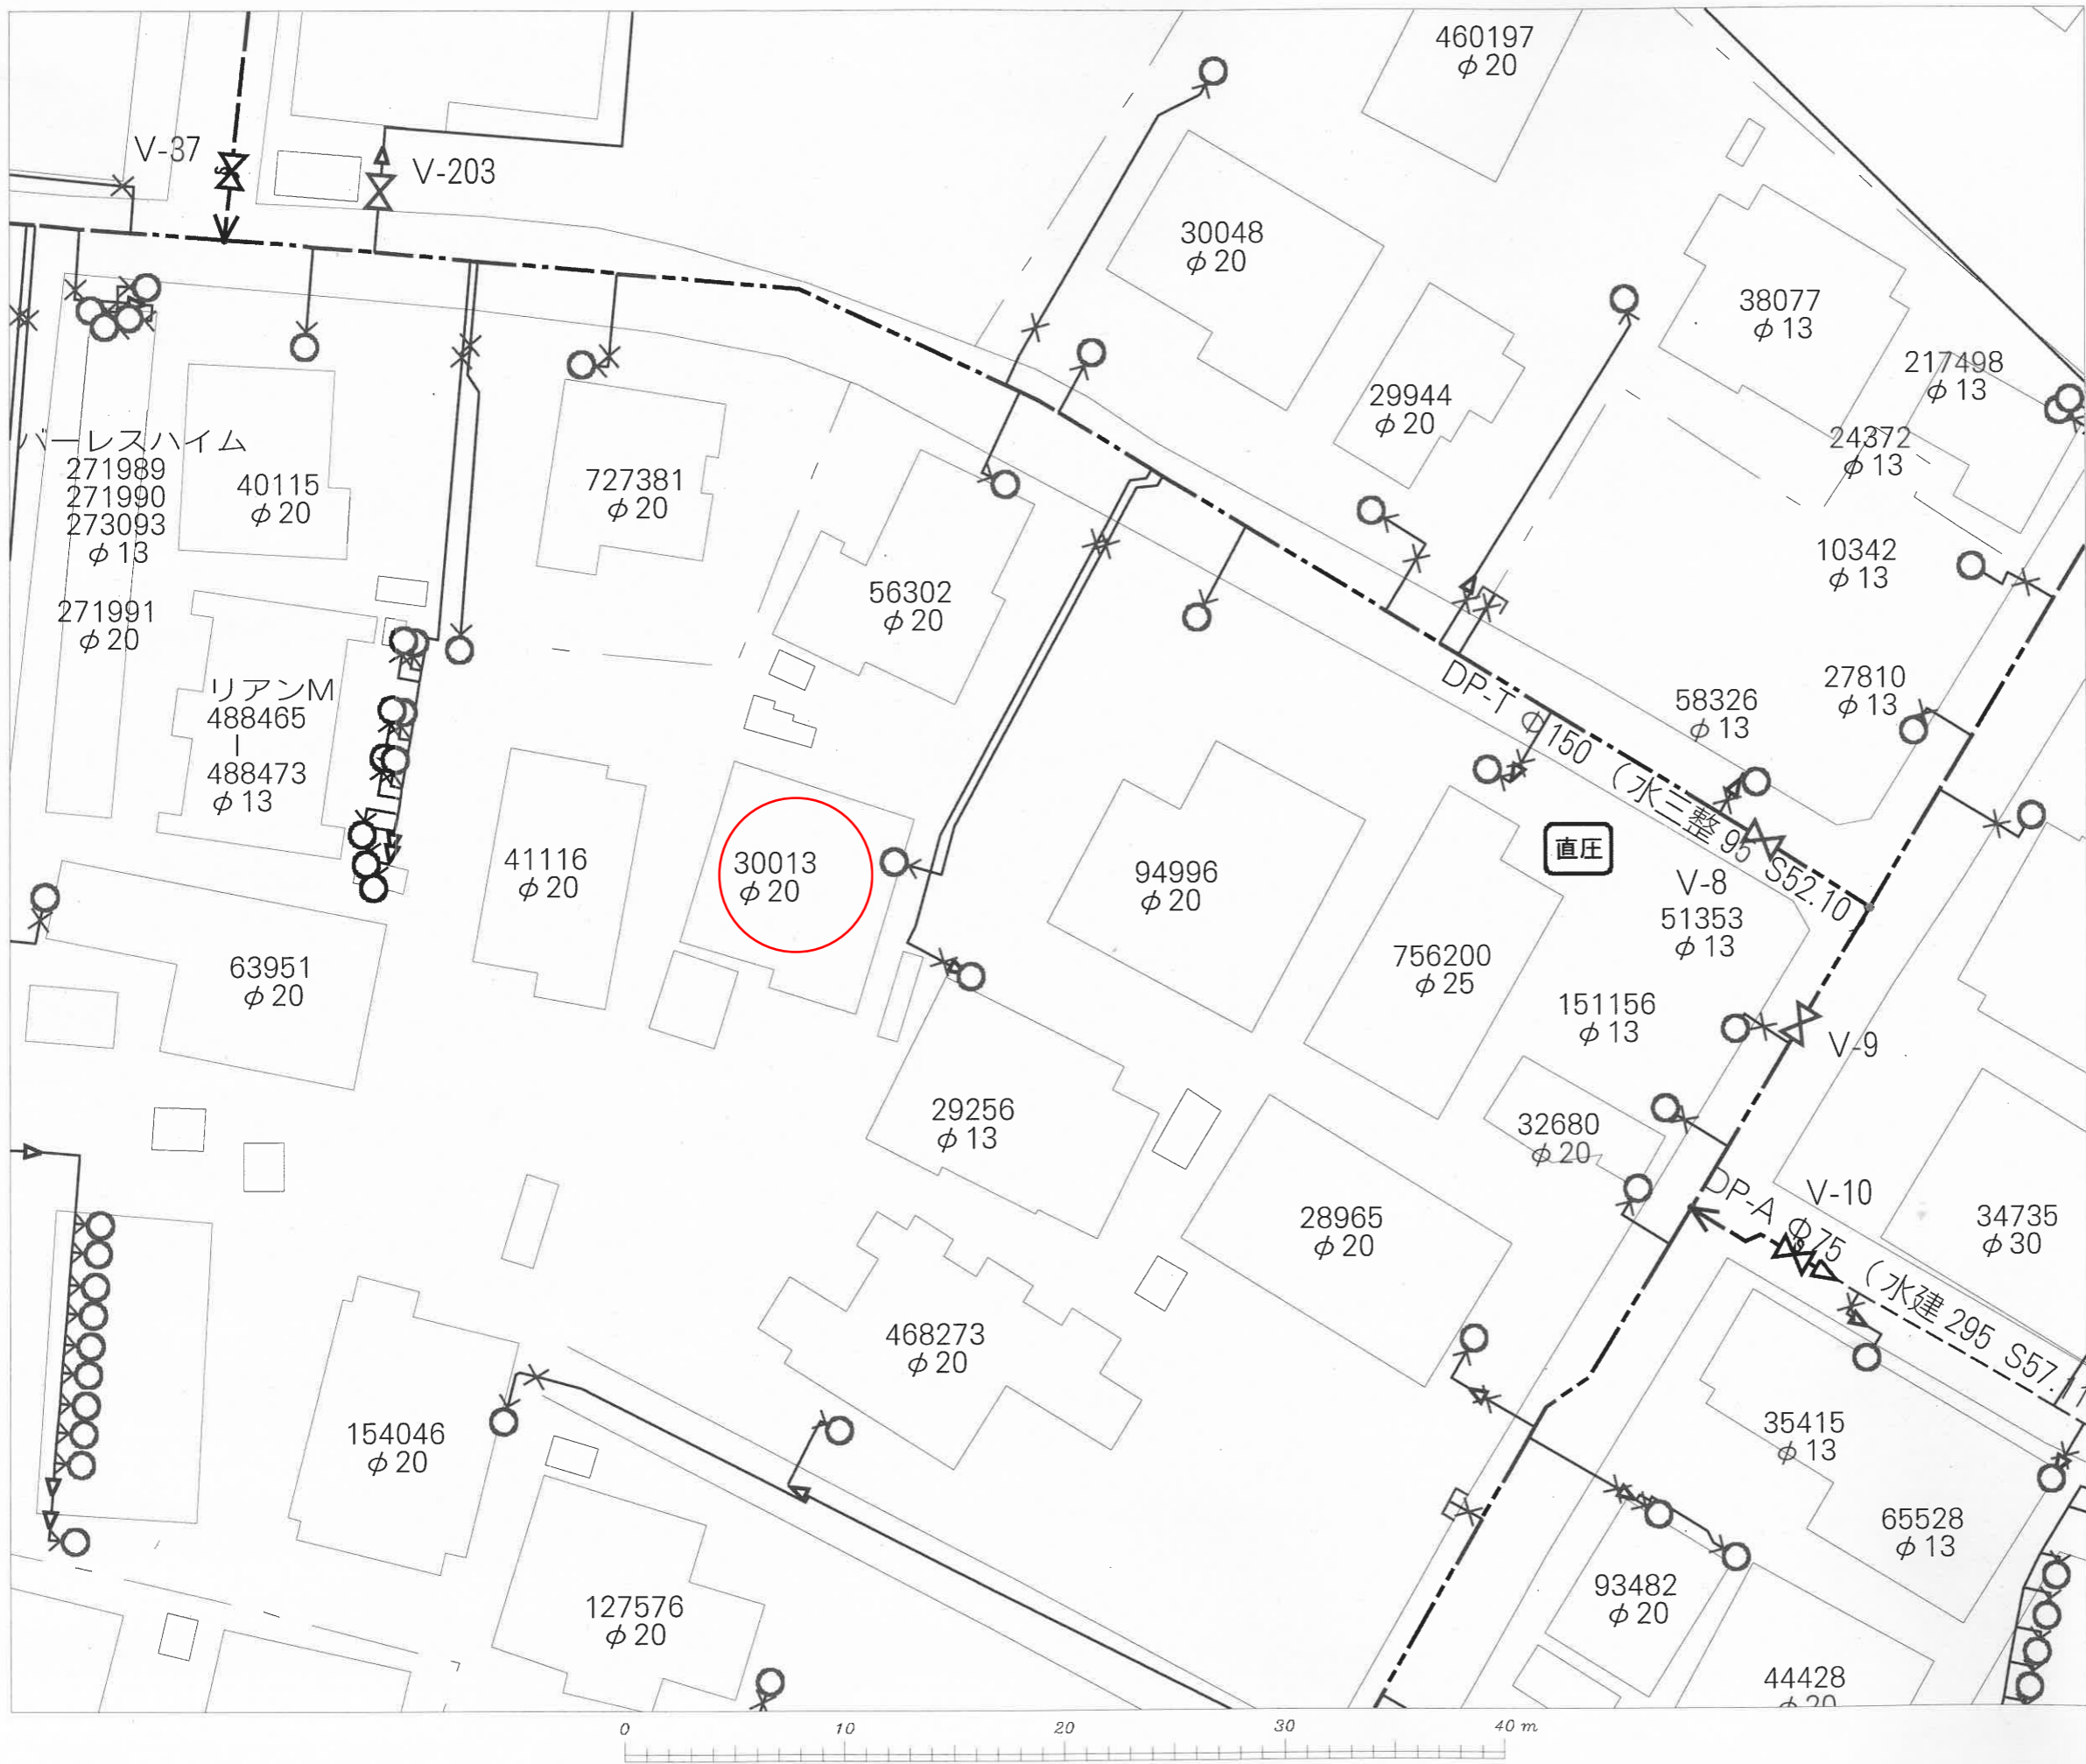 460197
φ20
V-37
V-203
30048
φ20
38077
φ13
29944
φ20
217498
φ13
24372
φ13
バーレスハイム
271989
271990
273093
φ13
271991
φ20
40115
φ20
727381
φ20
56302
φ20
10342
φ13
27810
φ13
58326
φ13
リアンM
488465
|
488473
φ13
DP-T φ150 (水三整 95 S52.10)
直圧
V-8
51353
φ13
41116
φ20
30013
φ20
94996
φ20
756200
φ25
63951
φ20
151156
φ13
V-9
29256
φ13
32680
φ20
V-10
DP-A φ75 (水建 295 S57.11
34735
φ30
28965
φ20
468273
φ20
154046
φ20
35415
φ13
65528
φ13
127576
φ20
93482
φ20
44428
φ20
0 10 20 30 40 m